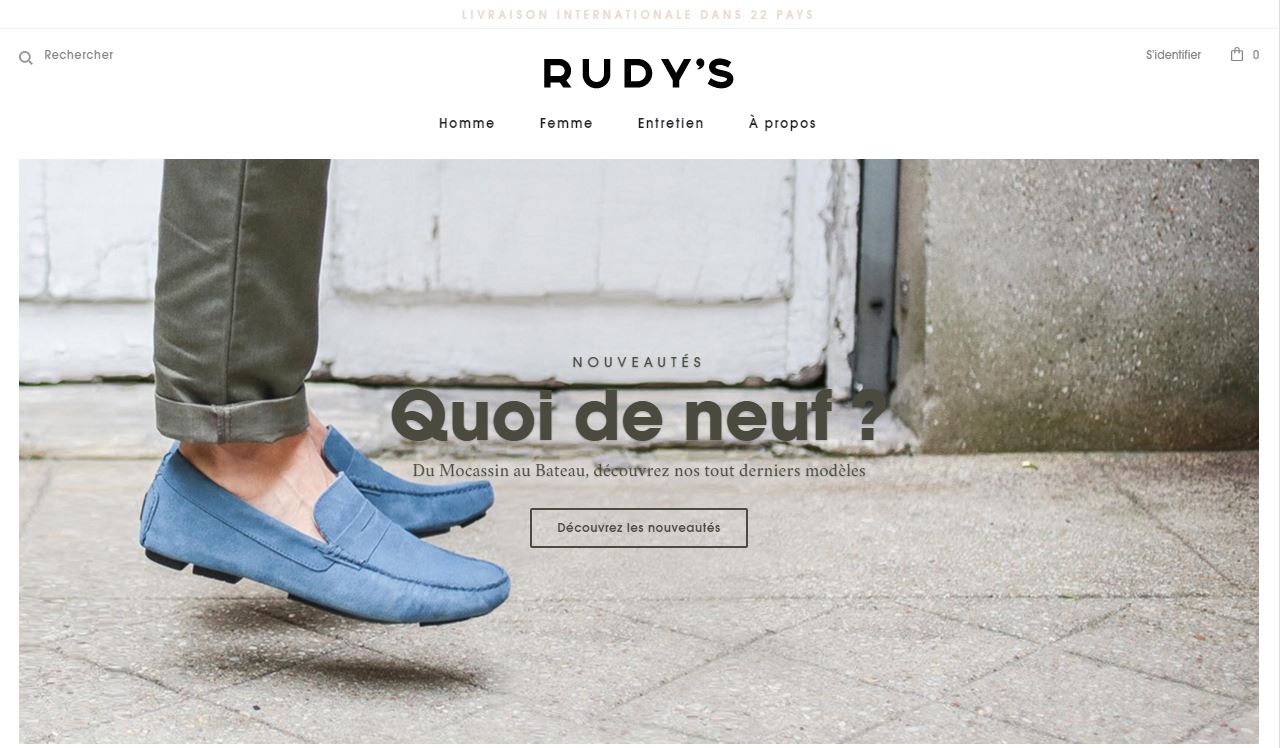 LIVRAISON INTERNATIONALE DANS 22 PAYS
Rechercher
RUDY'S
S'identifier
0
Homme
Femme
Entretien
À propos
NOUVEAUTÉS
Quoi de neuf ?
Du Mocassin au Bateau, découvrez nos tout derniers modèles
Découvrez les nouveautés